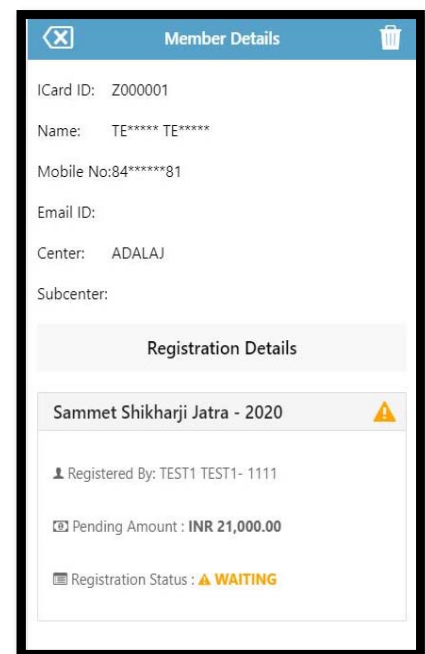 Member Details
ICard ID: Z000001
Name: TE***** TE*****
Mobile No:84******81
Email ID:
Center: ADALAJ
Subcenter:
Registration Details
Sammet Shikharji Jatra - 2020
Registered By: TEST1 TEST1- 1111
Pending Amount : INR 21,000.00
Registration Status : WAITING